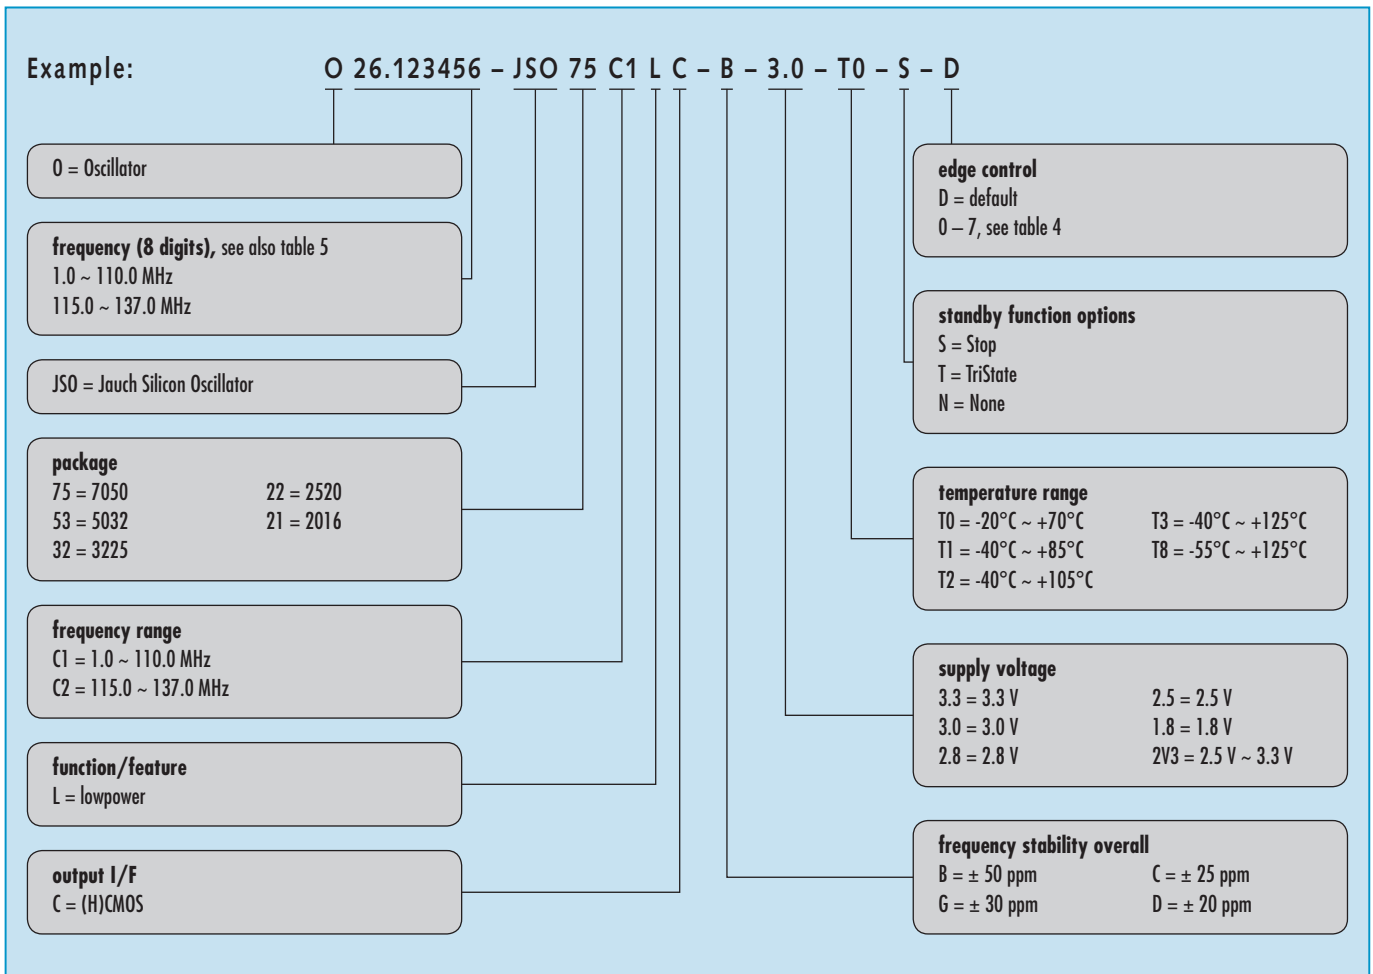 Example: O 26.123456 – JSO 75 C1 L C – B – 3.0 – T0 – S – D
O = Oscillator
frequency (8 digits), see also table 5
1.0 ~ 110.0 MHz
115.0 ~ 137.0 MHz
JSO = Jauch Silicon Oscillator
package
75 = 7050 22 = 2520
53 = 5032 21 = 2016
32 = 3225
frequency range
C1 = 1.0 ~ 110.0 MHz
C2 = 115.0 ~ 137.0 MHz
function/feature
L = lowpower
output I/F
C = (H)CMOS
edge control
D = default
0 – 7, see table 4
standby function options
S = Stop
T = TriState
N = None
temperature range
T0 = -20°C ~ +70°C T3 = -40°C ~ +125°C
T1 = -40°C ~ +85°C T8 = -55°C ~ +125°C
T2 = -40°C ~ +105°C
supply voltage
3.3 = 3.3 V 2.5 = 2.5 V
3.0 = 3.0 V 1.8 = 1.8 V
2.8 = 2.8 V 2V3 = 2.5 V ~ 3.3 V
frequency stability overall
B = ± 50 ppm C = ± 25 ppm
G = ± 30 ppm D = ± 20 ppm